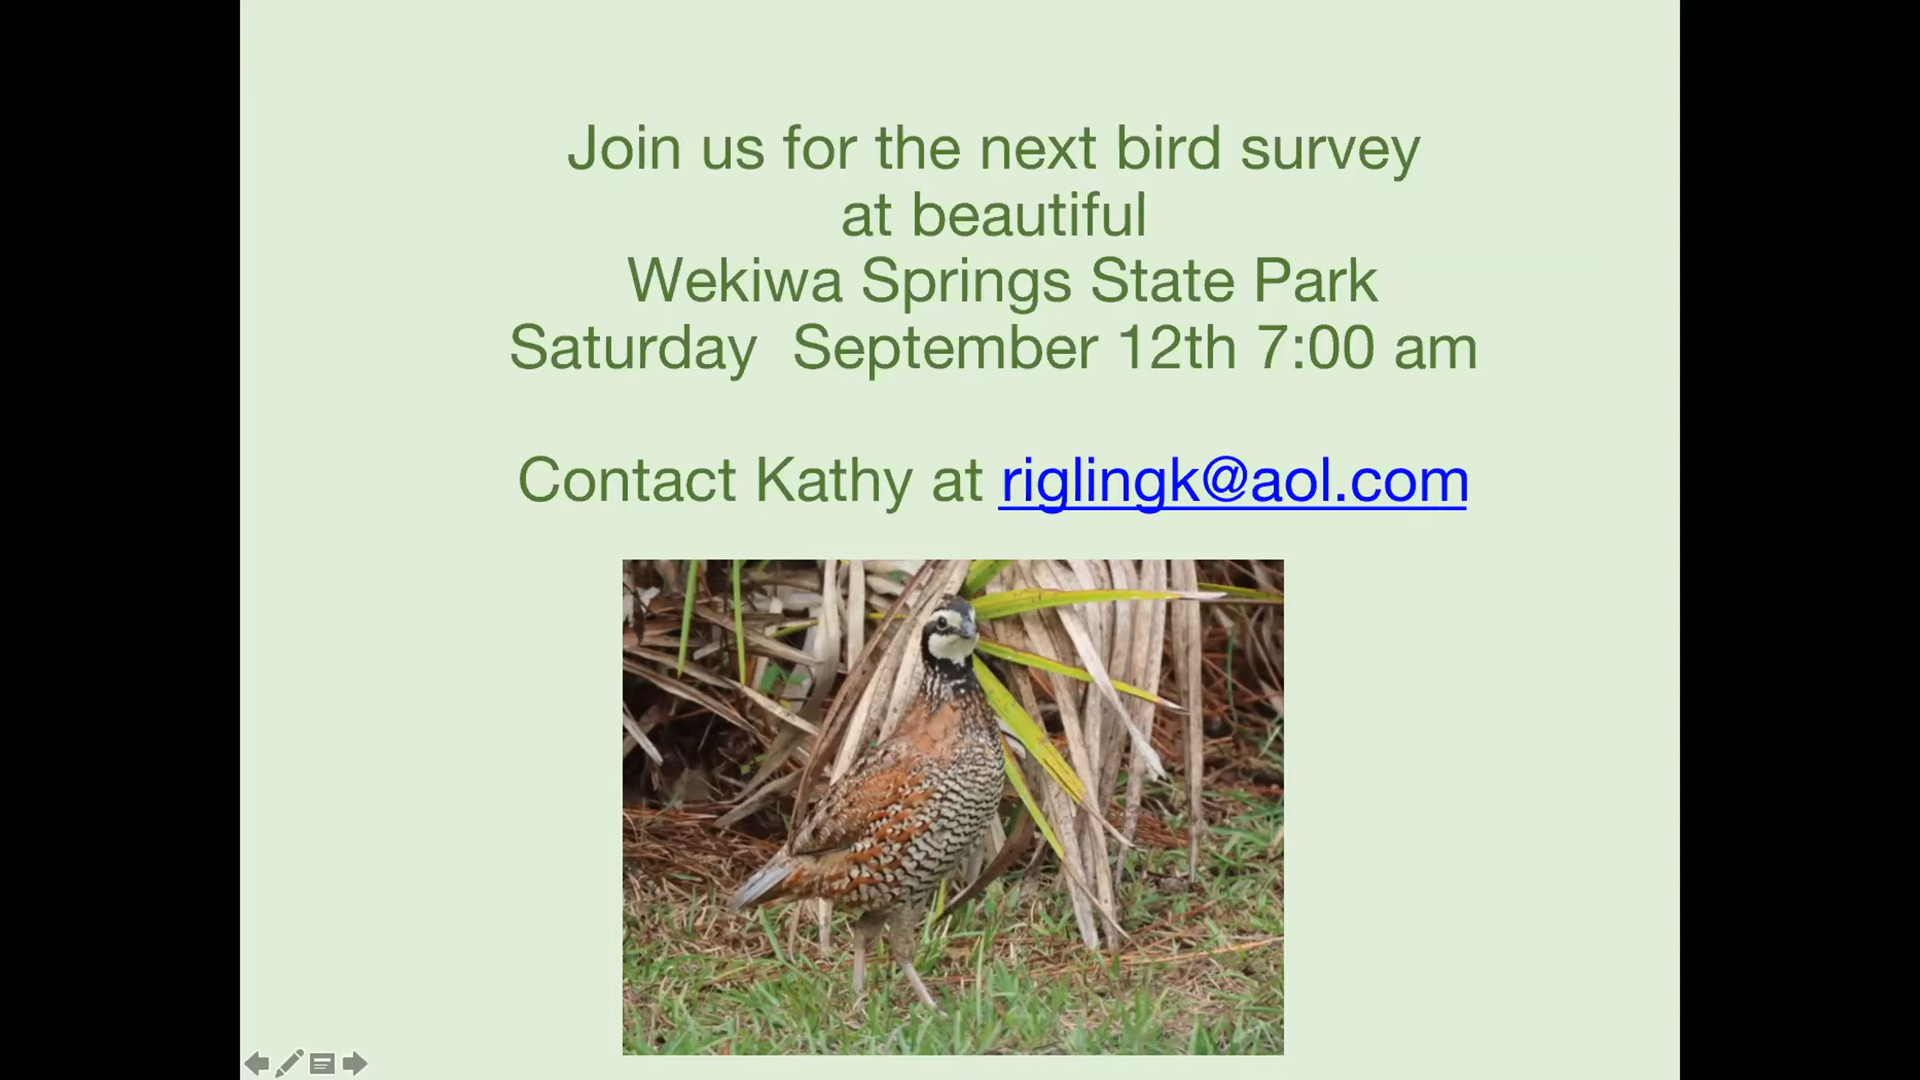 Join us for the next bird survey
at beautiful
Wekiwa Springs State Park
Saturday  September 12th 7:00 am
Contact Kathy at riglingk@aol.com